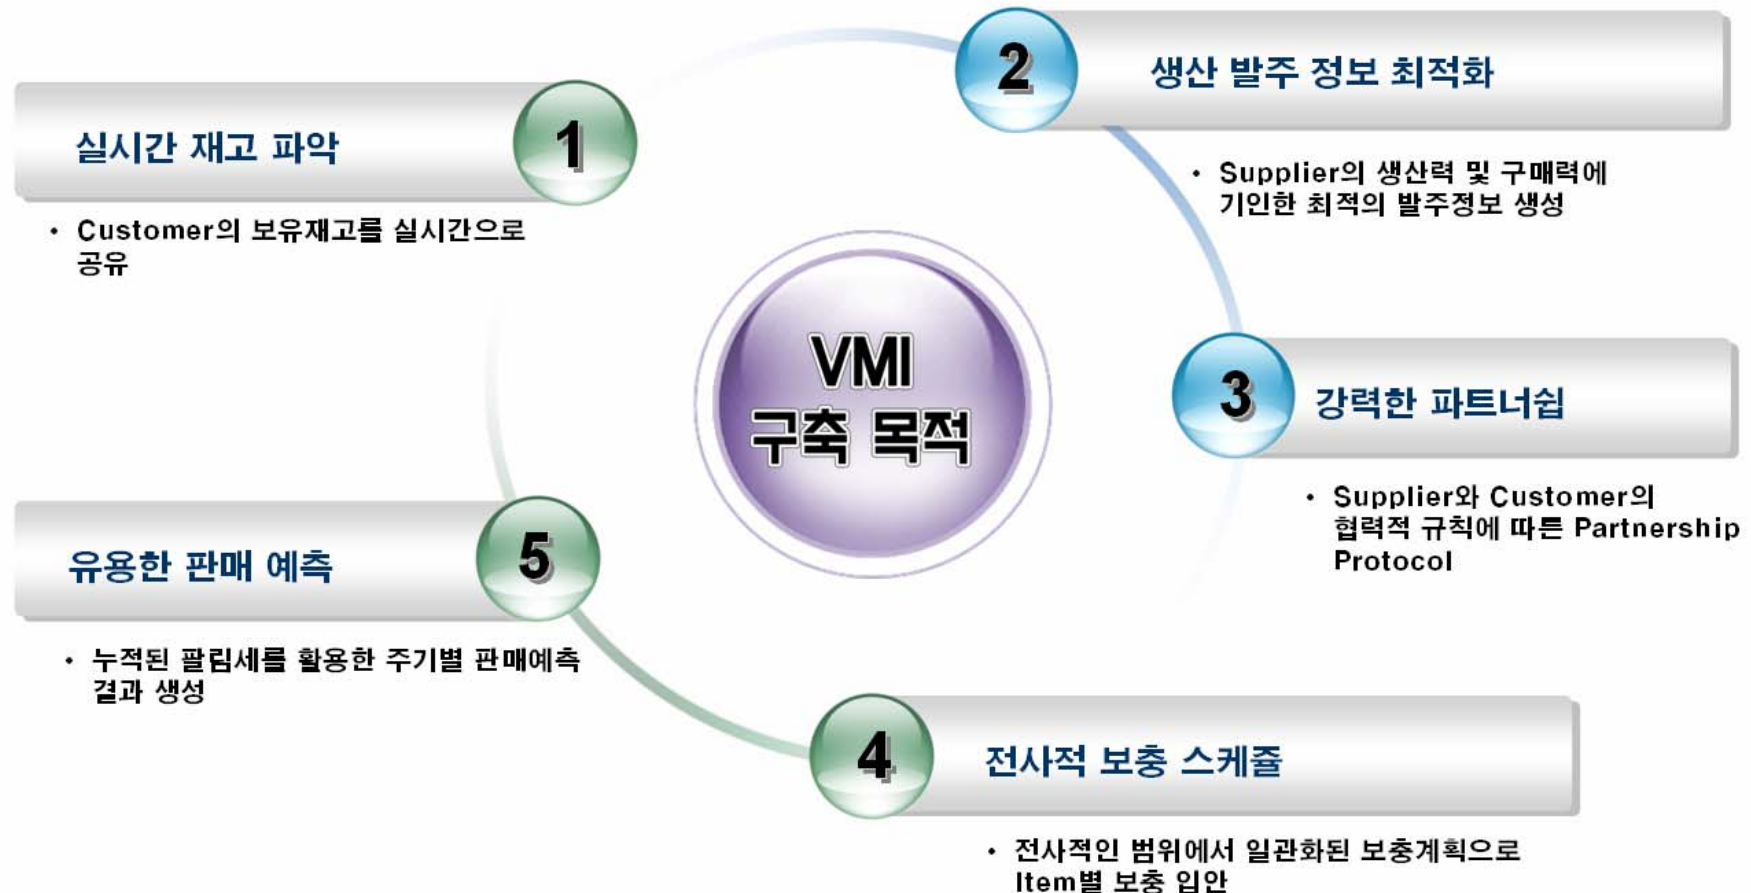 VMI
구축 목적
1
실시간 재고 파악
• Customer의 보유재고를 실시간으로
공유
2
생산 발주 정보 최적화
• Supplier의 생산력 및 구매력에
기인한 최적의 발주정보 생성
3
강력한 파트너쉽
• Supplier와 Customer의
협력적 규칙에 따른 Partnership
Protocol
4
전사적 보충 스케쥴
• 전사적인 범위에서 일관화된 보충계획으로
Item별 보충 입안
5
유용한 판매 예측
• 누적된 팔림세를 활용한 주기별 판매예측
결과 생성